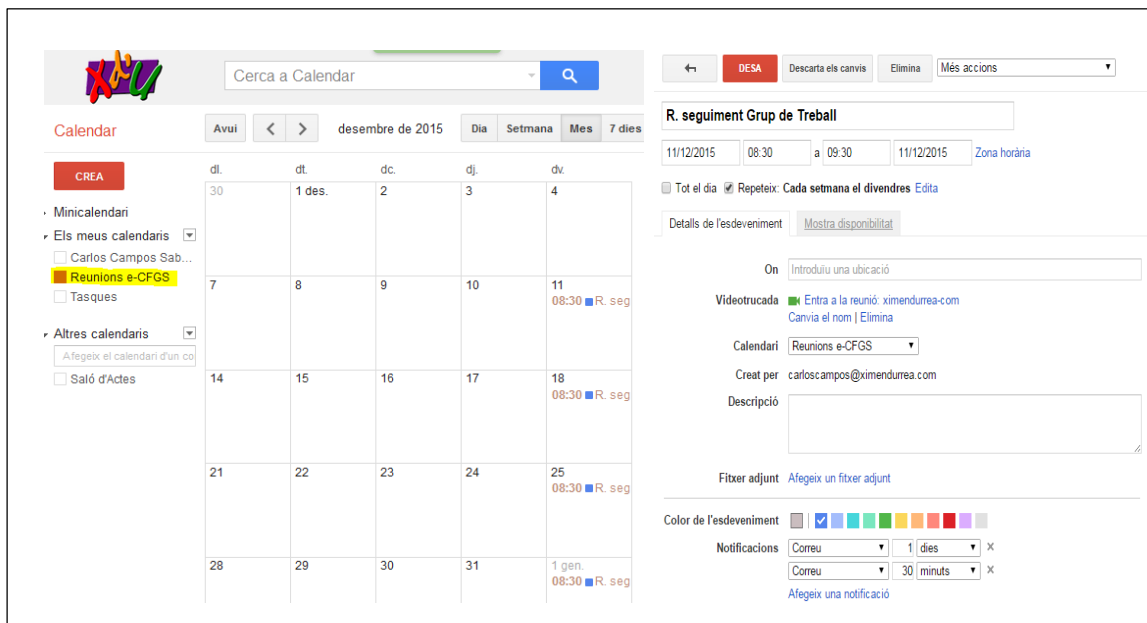 Xdu
Cerca a Calendar
Calendar
Avui < > desembre de 2015 Dia Setmana Mes 7 dies
CREA
Minicalendari
Els meus calendaris
Carlos Campos Sab...
Reunions e-CFGS
Tasques
Altres calendaris
Afegeix el calendari d'un co
Saló d'Actes
dl. dt. dc. dj. dv.
30 1 des. 2 3 4
7 8 9 10 11
08:30 R. seg
14 15 16 17 18
08:30 R. seg
21 22 23 24 25
08:30 R. seg
28 29 30 31 1 gen.
08:30 R. seg
DESA Descarta els canvis Elimina Més accions
R. seguiment Grup de Treball
11/12/2015 08:30 a 09:30 11/12/2015 Zona horària
Tot el dia Repeteix: Cada setmana el divendres Edita
Detalls de l'esdeveniment Mostra disponibilitat
On Introduïu una ubicació
Videotrucada Entra a la reunió: ximendurrea-com
Canvia el nom | Elimina
Calendari Reunions e-CFGS
Creat per carloscampos@ximendurrea.com
Descripció
Fitxer adjunt Afegeix un fitxer adjunt
Color de l'esdeveniment
Notificacions Correu 1 dies x
Correu 30 minuts x
Afegeix una notificació